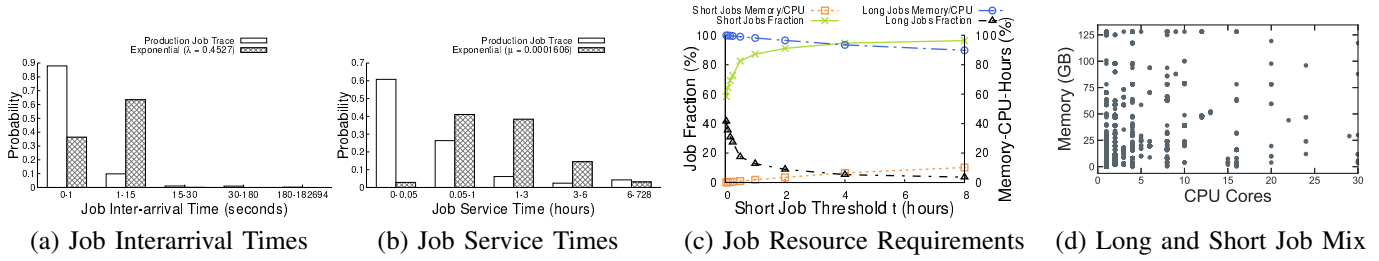 Production Job Trace
Exponential (λ = 0.4527)
Probability
0.9
0.8
0.7
0.6
0.5
0.4
0.3
0.2
0.1
0
0-1 1-15 15-30 30-180 180-182694
Job Inter-arrival Time (seconds)
(a) Job Interarrival Times
Production Job Trace
Exponential (μ = 0.0001606)
Probability
0.7
0.6
0.5
0.4
0.3
0.2
0.1
0
0-0.05 0.05-1 1-3 3-6 6-728
Job Service Time (hours)
(b) Job Service Times
Short Jobs Memory/CPU
Short Jobs Fraction
Long Jobs Memory/CPU
Long Jobs Fraction
Job Fraction (%)
100
80
60
40
20
0
0 2 4 6 8
Short Job Threshold t (hours)
100
80
60
40
20
0
Memory-CPU-Hours (%)
(c) Job Resource Requirements
Memory (GB)
125
100
75
50
25
0
0 5 10 15 20 25 30
CPU Cores
(d) Long and Short Job Mix